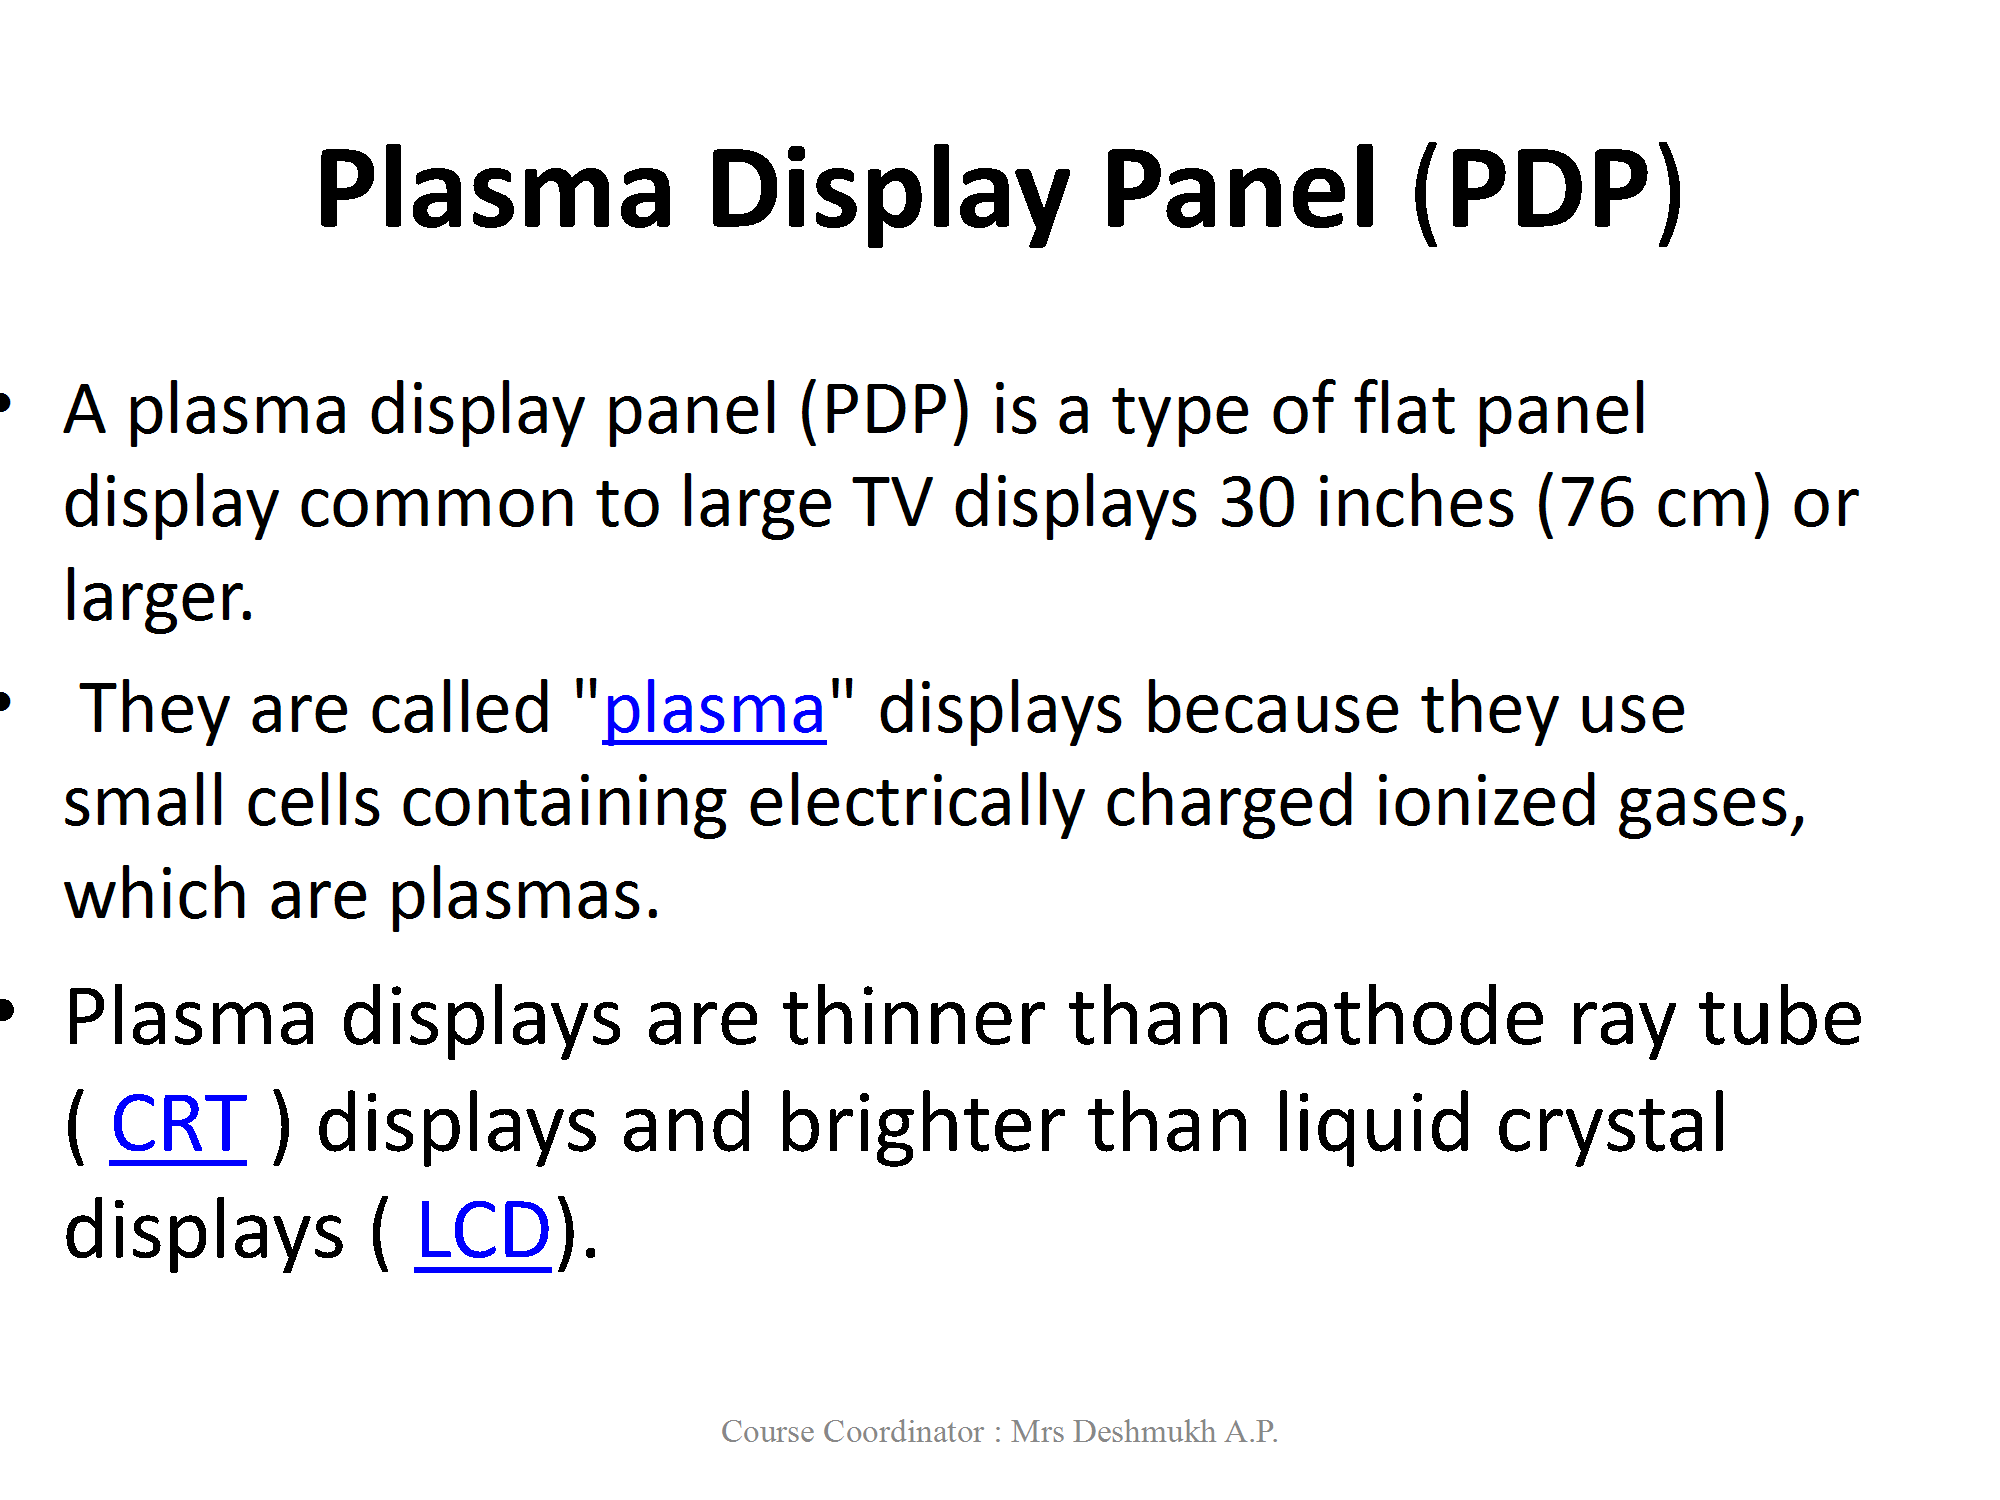 Plasma Display Panel (PDP)
• A plasma display panel (PDP) is a type of flat panel
display common to large TV displays 30 inches (76 cm) or
larger.
• They are called "plasma" displays because they use
small cells containing electrically charged ionized gases,
which are plasmas.
• Plasma displays are thinner than cathode ray tube
( CRT ) displays and brighter than liquid crystal
displays ( LCD).
Course Coordinator : Mrs Deshmukh A.P.